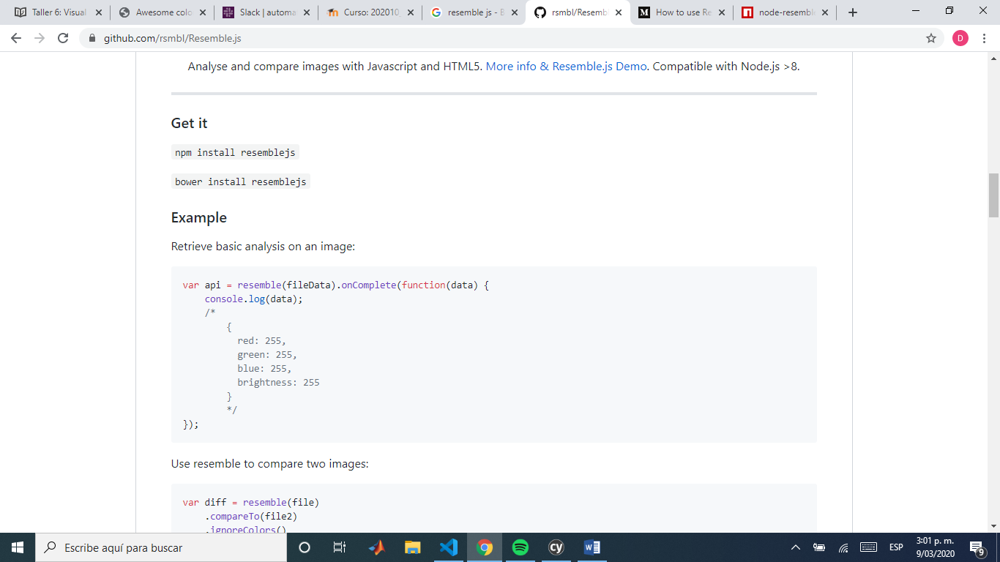 Taller 6: Visual
Awesome colo
Slack | automa
Curso: 202010_
resemble js - B
rsmbl/Resembl
How to use Re
node-resemble
github.com/rsmbl/Resemble.js
D
Analyse and compare images with Javascript and HTML5. More info & Resemble.js Demo. Compatible with Node.js >8.
Get it
npm install resemblejs
bower install resemblejs
Example
Retrieve basic analysis on an image:
var api = resemble(fileData).onComplete(function(data) {
console.log(data);
/*
{
red: 255,
green: 255,
blue: 255,
brightness: 255
}
*/
});
Use resemble to compare two images:
var diff = resemble(file)
.compareTo(file2)
.ignoreColors()
Escribe aquí para buscar
cy
ESP
3:01 p. m.
9/03/2020
9